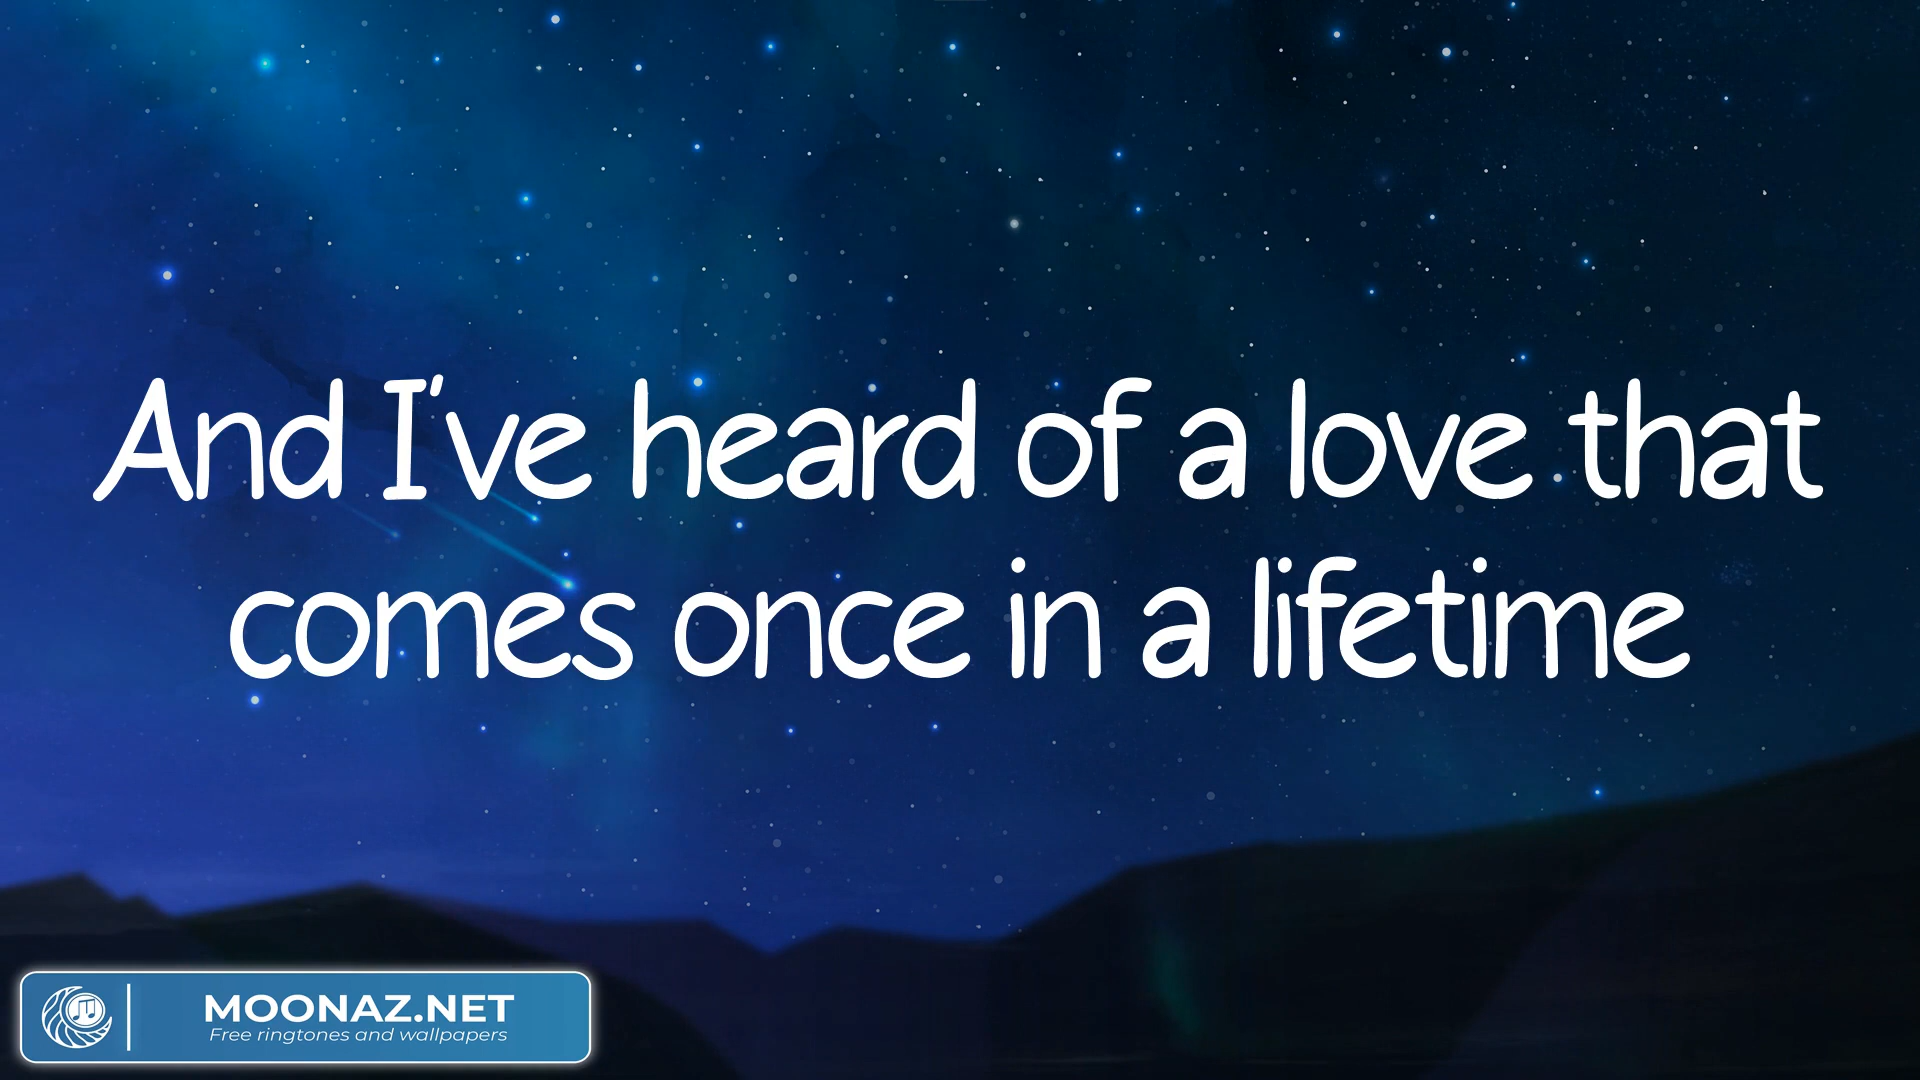 And I've heard of a love that
comes once in a lifetime
MOONAZ.NET
Free ringtones and wallpapers